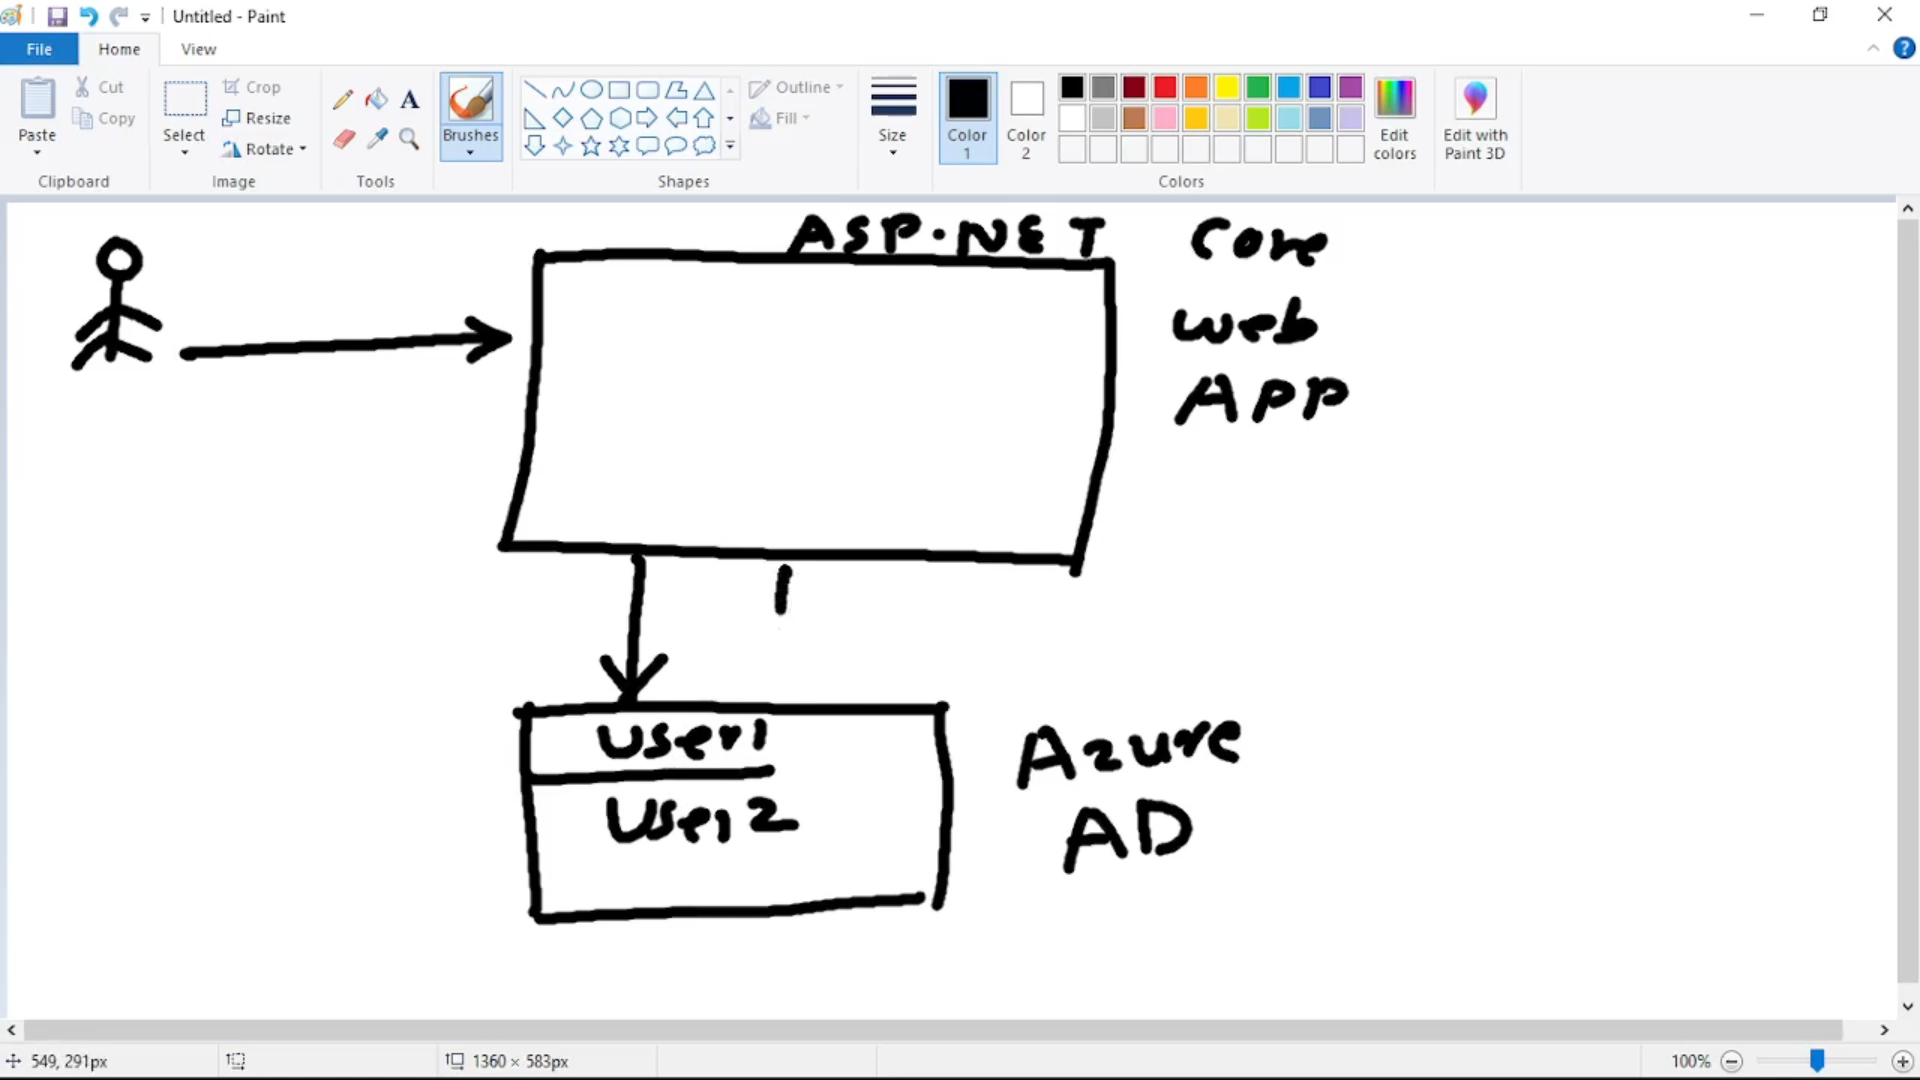 Untitled - Paint
File Home View
Cut
Copy
Paste
Clipboard
Crop
Resize
Rotate
Select
Image
A
Tools
Brushes
Outline
Fill
Shapes
Size
Color 1
Color 2
Edit colors
Colors
Edit with Paint 3D
ASP.NET Core
Web
APP
User1
User2
Azure
AD
549, 291px
1360 × 583px
100%